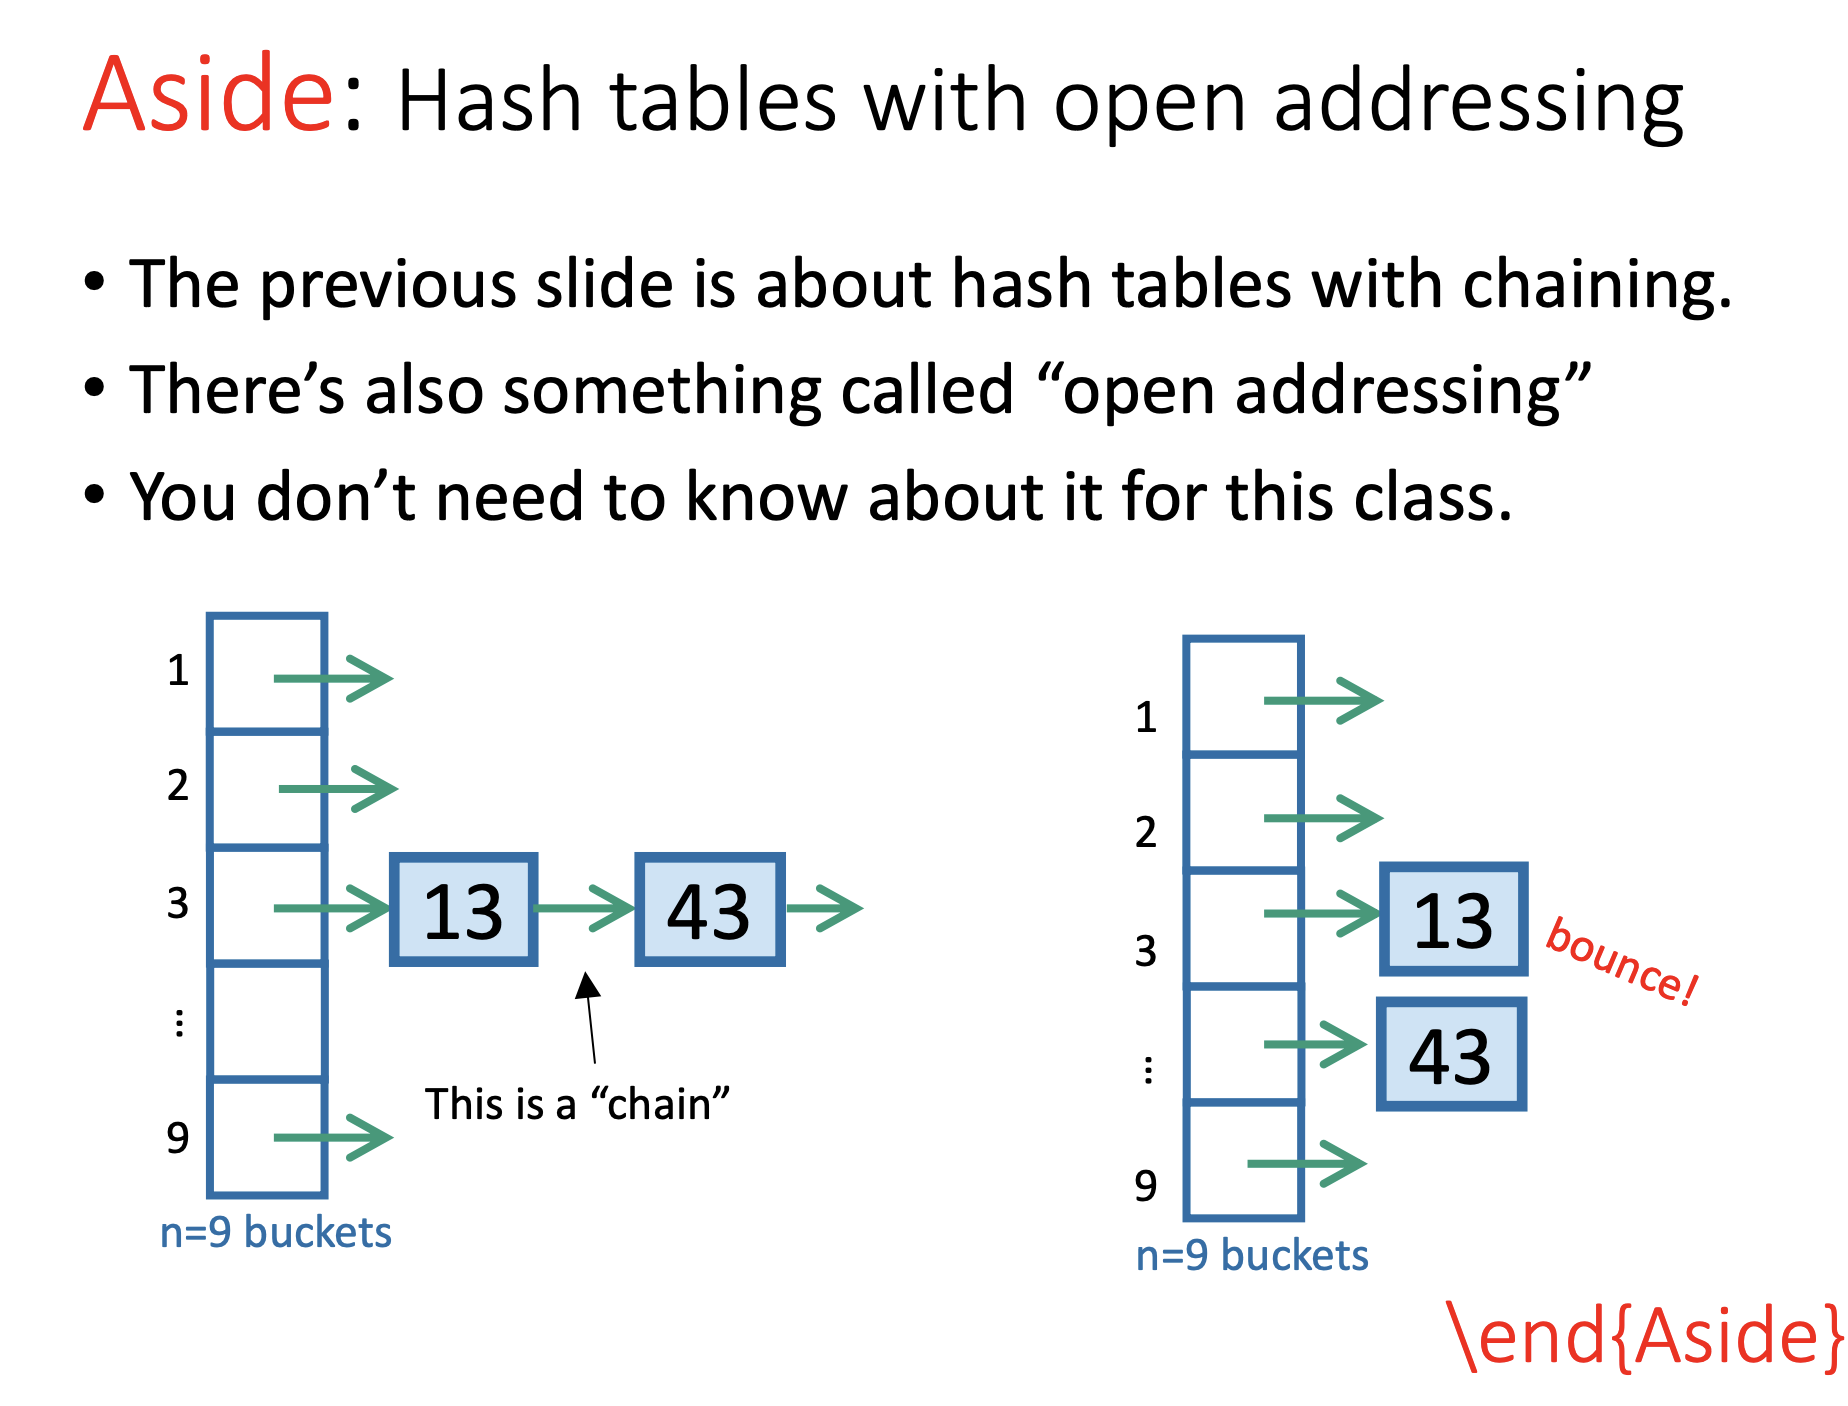 Aside: Hash tables with open addressing
• The previous slide is about hash tables with chaining.
• There’s also something called “open addressing”
• You don’t need to know about it for this class.
1
2
3
13
43
⋮
9
This is a “chain”
n=9 buckets
1
2
3
13
bounce!
43
⋮
9
n=9 buckets
\end{Aside}